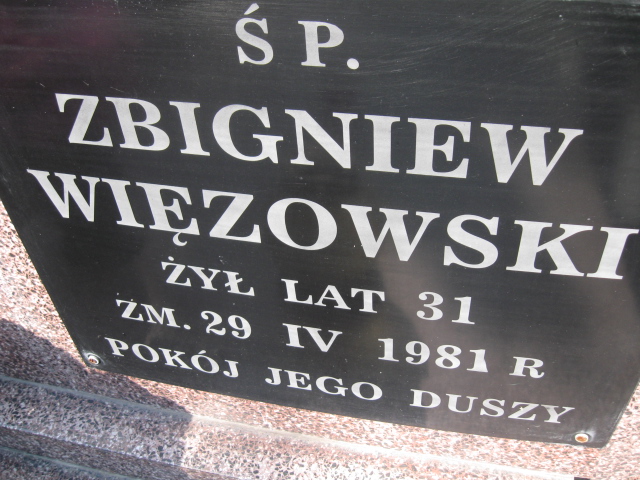 Ś P.
ZBIGNIEW
WIĘZOWSKI
ŻYŁ LAT 31
ZM. 29 IV 1981 R
POKÓJ JEGO DUSZY